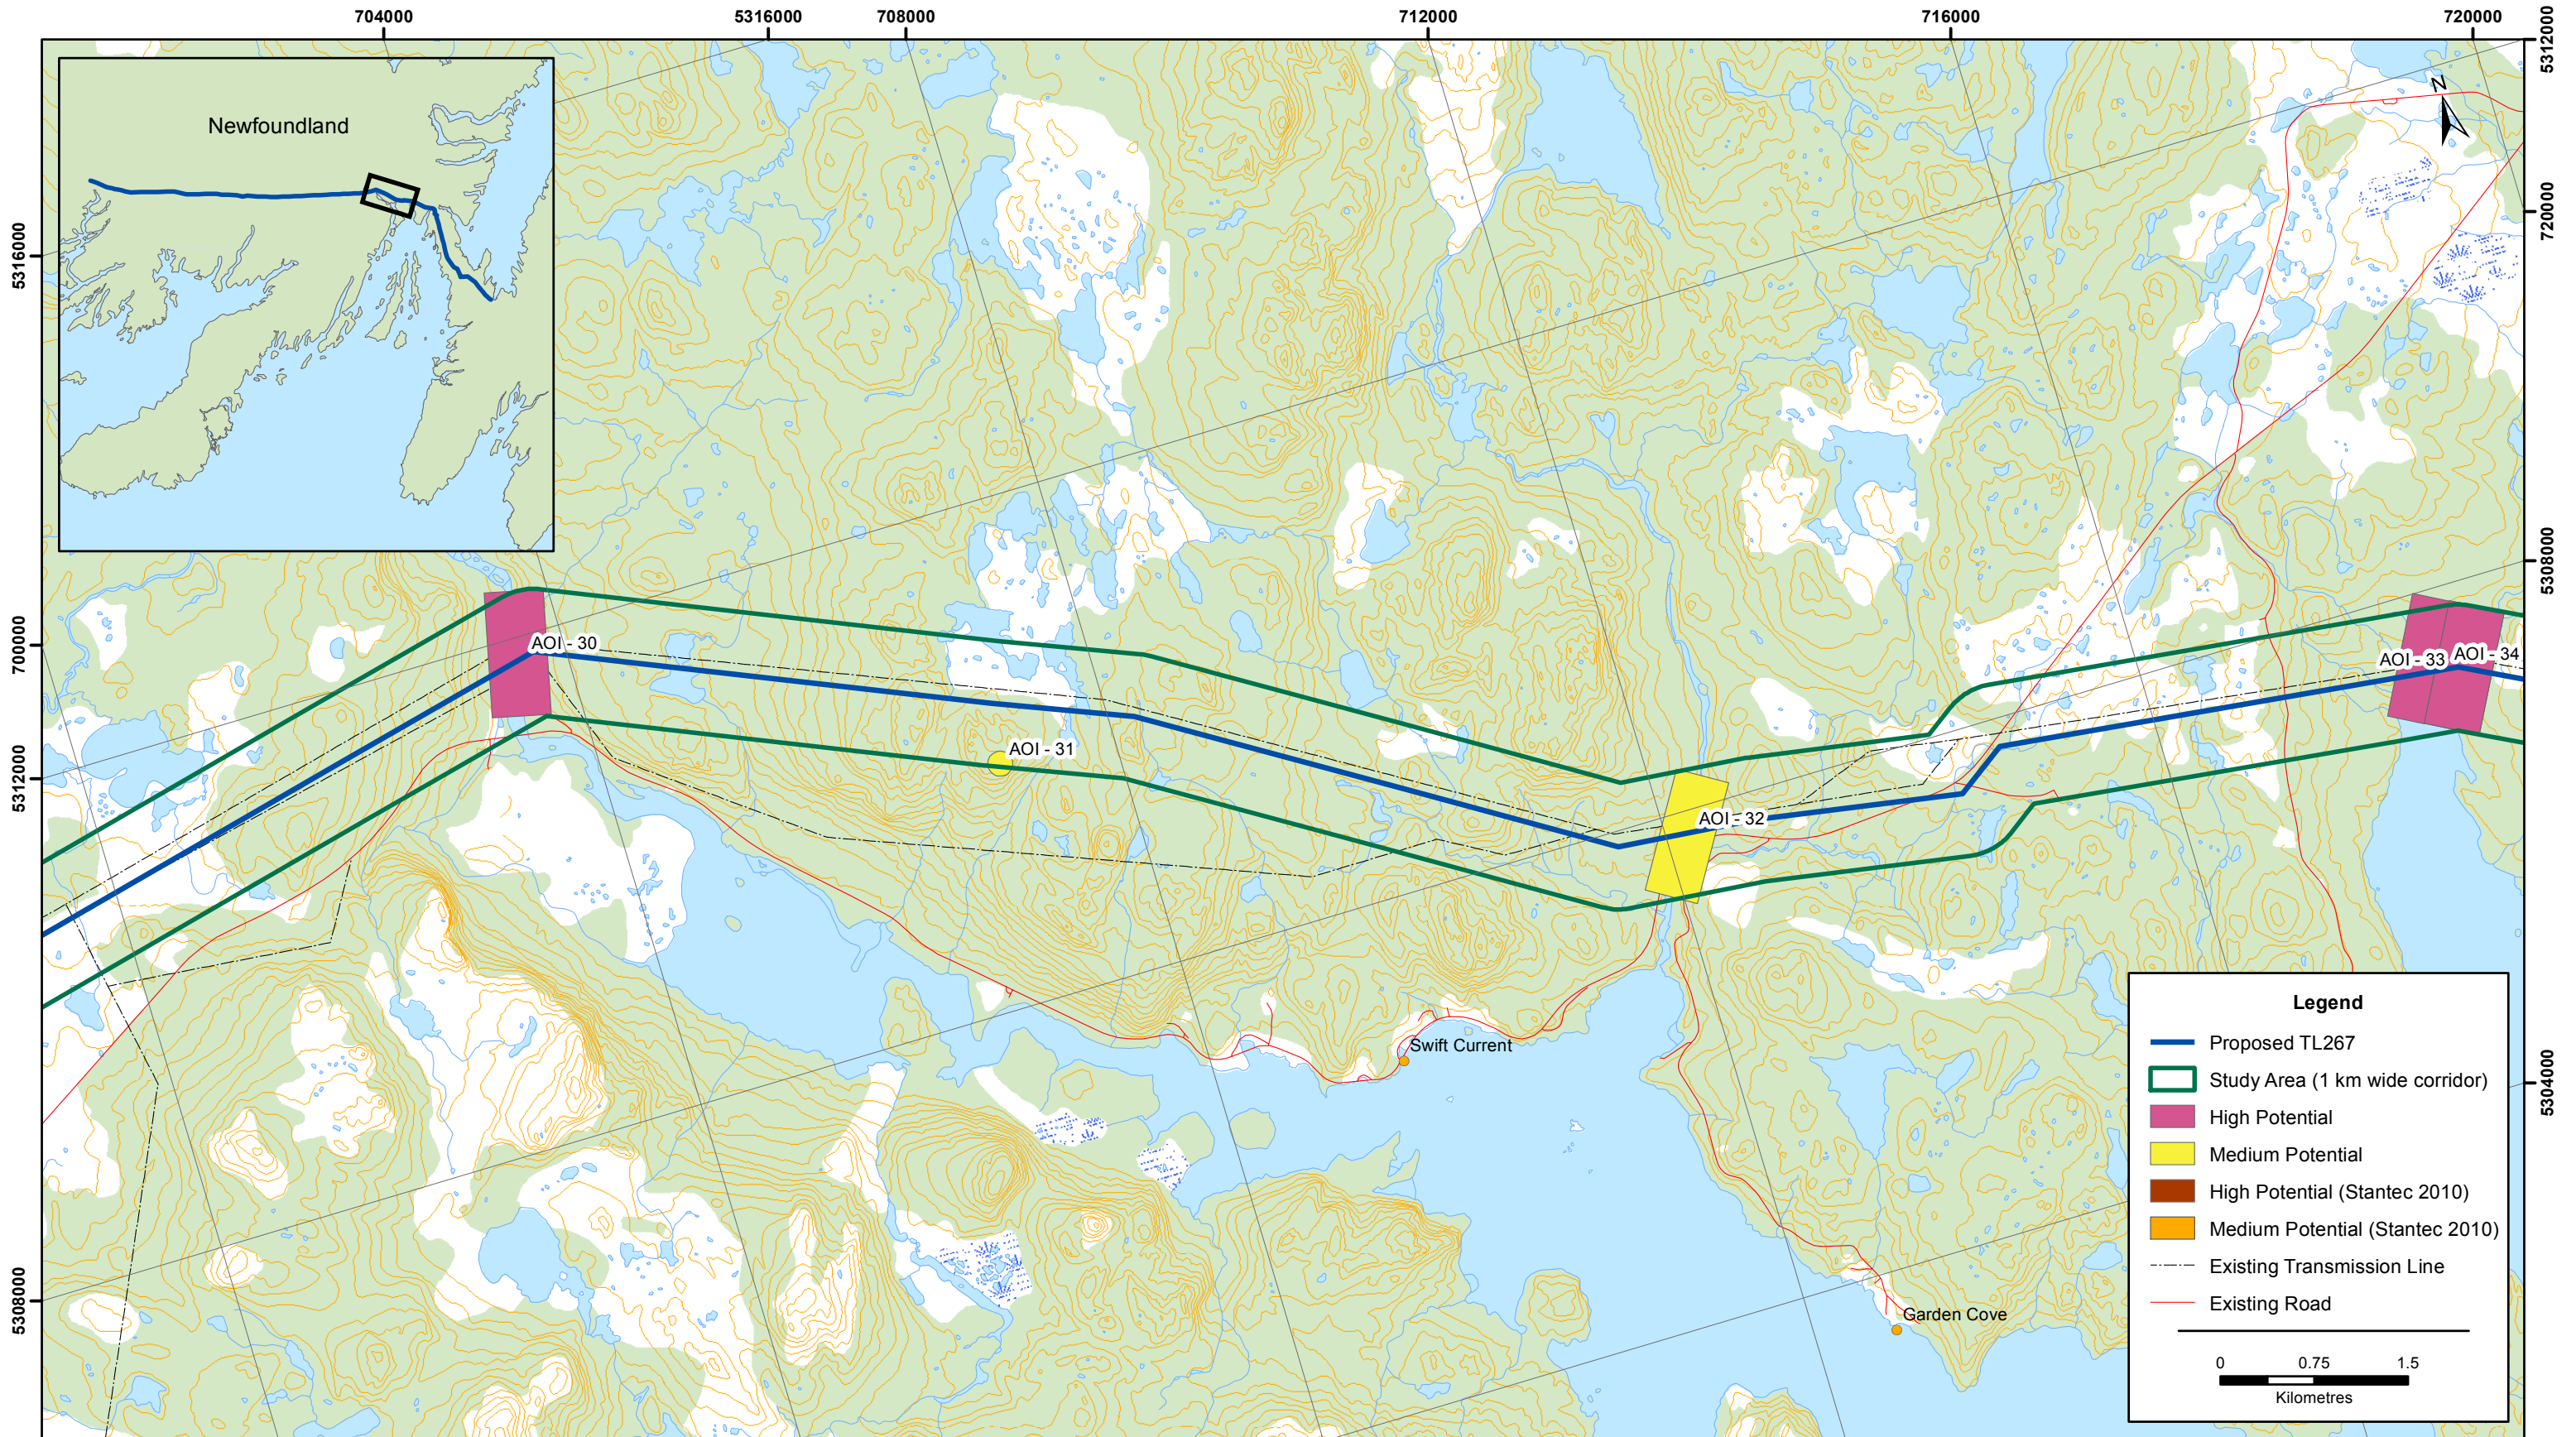 704000
5316000
708000
712000
716000
720000
5312000
Newfoundland
N
5316000
720000
5308000
700000
AOI - 30
AOI - 33
AOI - 34
AOI - 31
5312000
AOI - 32
Swift Current
5304000
5308000
Garden Cove
Legend
Proposed TL267
Study Area (1 km wide corridor)
High Potential
Medium Potential
High Potential (Stantec 2010)
Medium Potential (Stantec 2010)
Existing Transmission Line
Existing Road
0 0.75 1.5
Kilometres